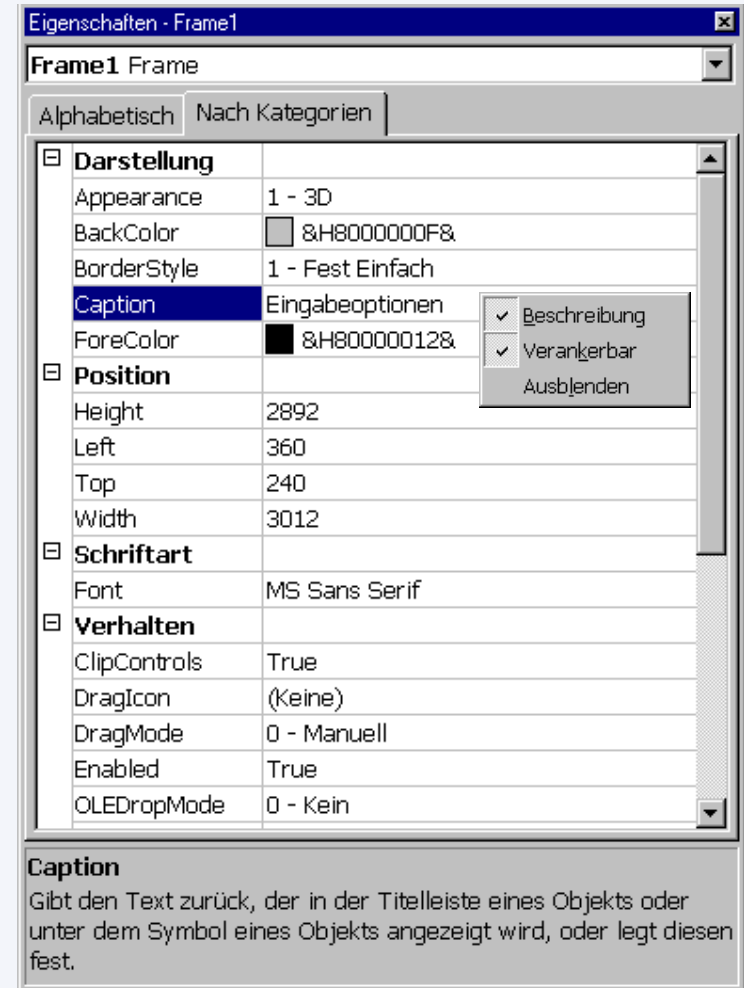 Eigenschaften - Frame1
Frame1 Frame
Alphabetisch Nach Kategorien
Darstellung
Appearance 1 - 3D
BackColor &H8000000F&
BorderStyle 1 - Fest Einfach
Caption Eingabeoptionen
ForeColor &H80000012&
Beschreibung
Verankerbar
Ausblenden
Position
Height 2892
Left 360
Top 240
Width 3012
Schriftart
Font MS Sans Serif
Verhalten
ClipControls True
DragIcon (Keine)
DragMode 0 - Manuell
Enabled True
OLEDropMode 0 - Kein
Caption
Gibt den Text zurück, der in der Titelleiste eines Objekts oder
unter dem Symbol eines Objekts angezeigt wird, oder legt diesen
fest.